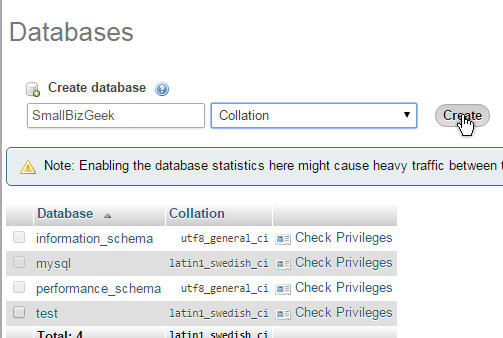 Databases
Create database
SmallBizGeek Collation Create
Note: Enabling the database statistics here might cause heavy traffic between
Database Collation
information_schema utf8_general_ci Check Privileges
mysql latin1_swedish_ci Check Privileges
performance_schema utf8_general_ci Check Privileges
test latin1_swedish_ci Check Privileges
Total: 4 latin1_swedish_ci